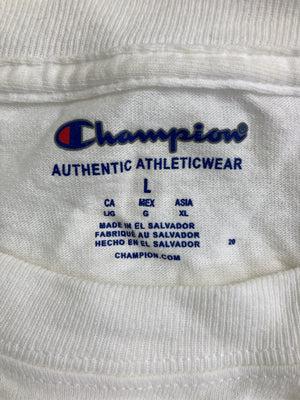 Champion
AUTHENTIC ATHLETICWEAR
L
CA MEX ASIA
L/G G XL
MADE IN EL SALVADOR
FABRIQUÉ AU SALVADOR
HECHO EN EL SALVADOR
20
CHAMPION.COM